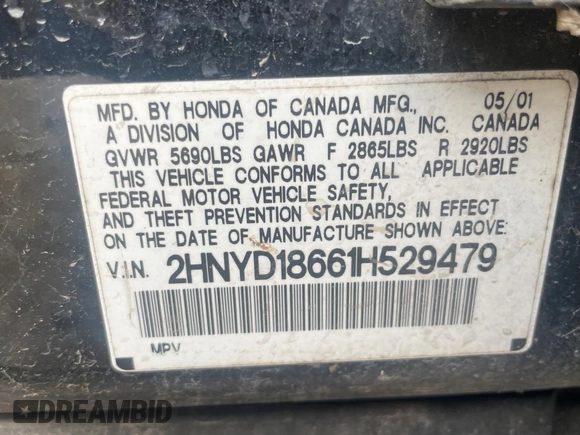 MFD. BY HONDA OF CANADA MFG., 05/01
A DIVISION OF HONDA CANADA INC. CANADA
GVWR 5690LBS GAWR F 2865LBS R 2920LBS
THIS VEHICLE CONFORMS TO ALL APPLICABLE
FEDERAL MOTOR VEHICLE SAFETY,
AND THEFT PREVENTION STANDARDS IN EFFECT
ON THE DATE OF MANUFACTURE SHOWN ABOVE:
V.I.N. 2HNYD18661H529479
MPV
DREAMBID